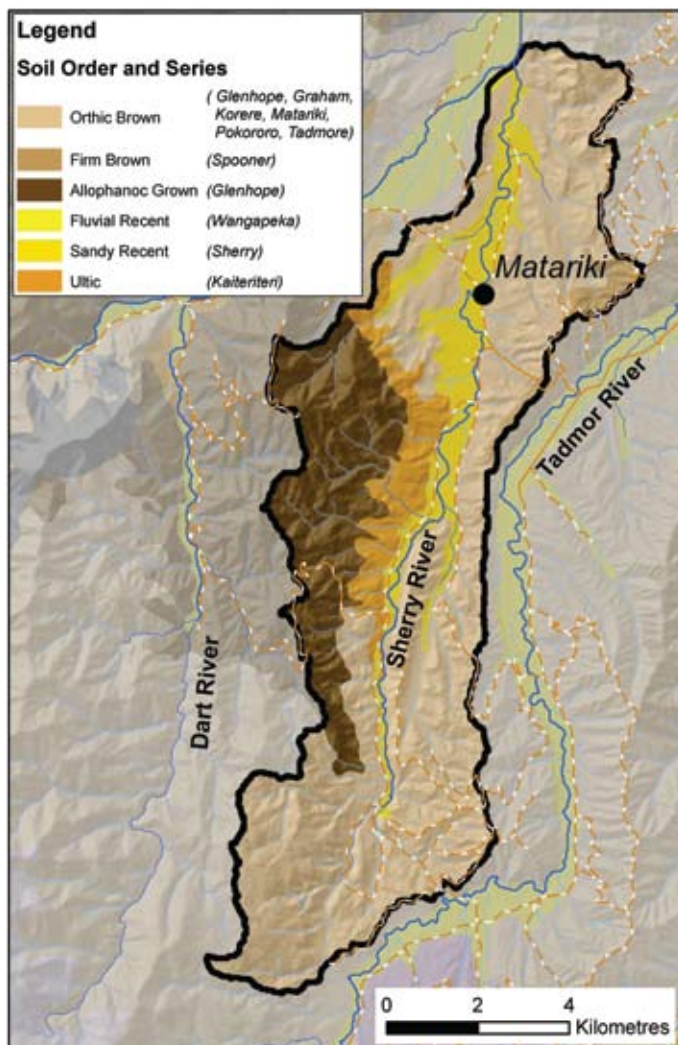 Legend
Soil Order and Series
Orthic Brown
( Glenhope, Graham,
Korere, Matariki,
Pokororo, Tadmore)
Firm Brown (Spooner)
Allophanoc Grown (Glenhope)
Fluvial Recent (Wangapeka)
Sandy Recent (Sherry)
Ultic (Kaiteriteri)
Matariki
Tadmor River
Sherry River
Dart River
0 2 4
Kilometres